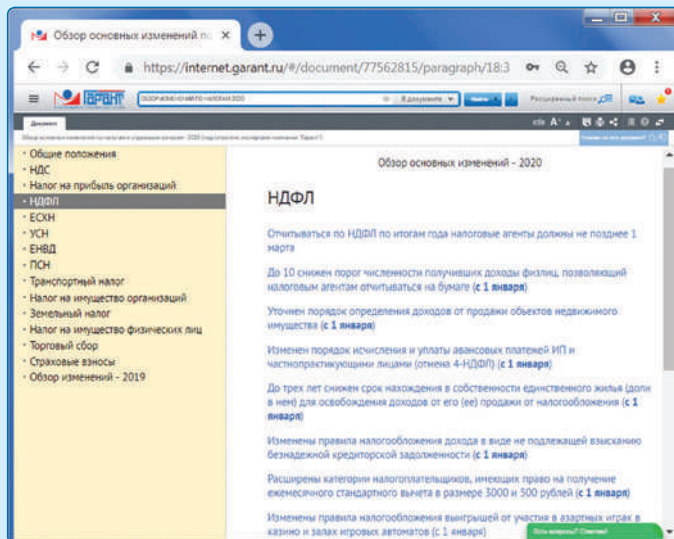 Обзор основных изменений по
https://internet.garant.ru/#/document/77562815/paragraph/18:3
ГАРАНТ
ОБЗОР ИЗМЕНЕНИЙ ПО НАЛОГАМ 2020
В документе
Найти
Расширенный поиск
Документ
Общие положения
НДС
Налог на прибыль организаций
НДФЛ
ЕСХН
УСН
ЕНВД
ПСН
Транспортный налог
Налог на имущество организаций
Земельный налог
Налог на имущество физических лиц
Торговый сбор
Страховые взносы
Обзор изменений - 2019
Обзор основных изменений - 2020
НДФЛ
Отчитываться по НДФЛ по итогам года налоговые агенты должны не позднее 1
марта
До 10 снижен порог численности получивших доходы физлиц, позволяющий
налоговым агентам отчитываться на бумаге (с 1 января)
Уточнен порядок определения доходов от продажи объектов недвижимого
имущества (с 1 января)
Изменен порядок исчисления и уплаты авансовых платежей ИП и
частнопрактикующими лицами (отмена 4-НДФЛ) (с 1 января)
До трех лет снижен срок нахождения в собственности единственного жилья (доли
в нем) для освобождения доходов от его (ее) продажи от налогообложения (с 1
января)
Изменены правила налогообложения дохода в виде не подлежащей взысканию
безнадежной кредиторской задолженности (с 1 января)
Расширены категории налогоплательщиков, имеющих право на получение
ежемесячного стандартного вычета в размере 3000 и 500 рублей (с 1 января)
Изменены правила налогообложения выигрышей от участия в азартных играх в
казино и залах игровых автоматов (с 1 января)
Есть вопросы? Ответим!